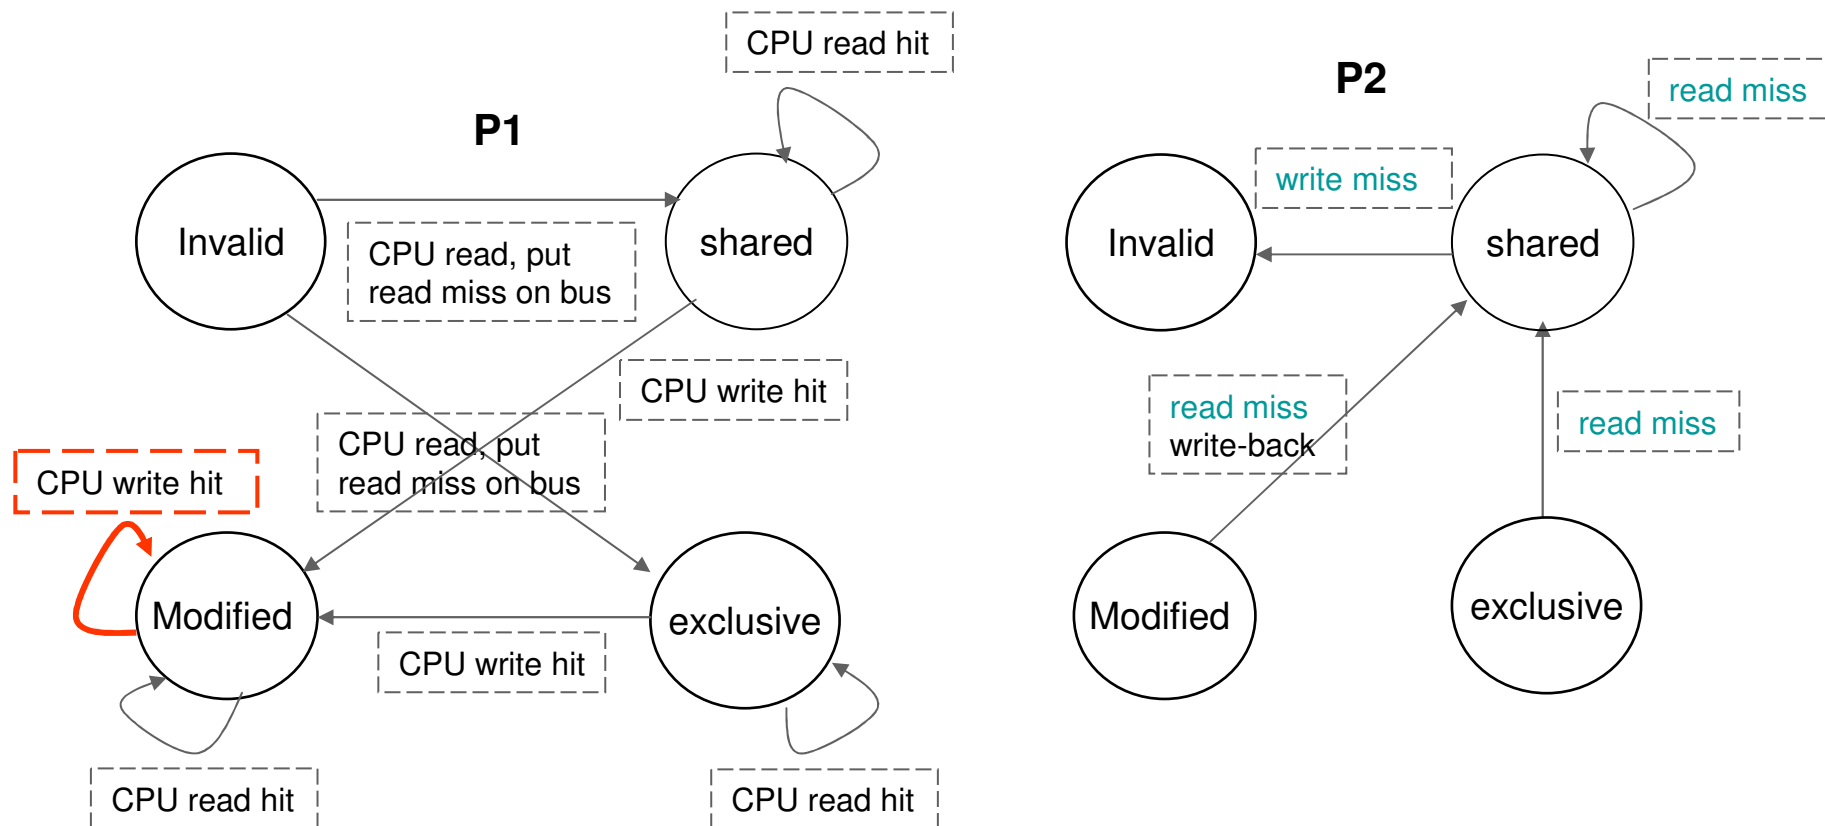 CPU read hit
P1
Invalid
shared
CPU read, put
read miss on bus
CPU write hit
CPU read, put
read miss on bus
CPU write hit
Modified
exclusive
CPU write hit
CPU read hit
CPU read hit
P2
read miss
write miss
Invalid
shared
read miss
write-back
read miss
Modified
exclusive